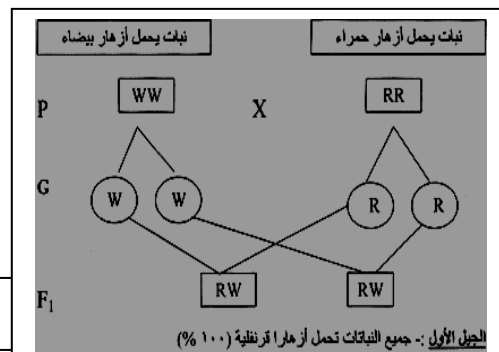 نبات يحمل أزهار حمراء
نبات يحمل أزهار بيضاء
P WW X RR
G W W R R
F₁ RW RW
الجيل الأول :- جميع النباتات تحمل أزهارا قرنفلية (١٠٠ %)